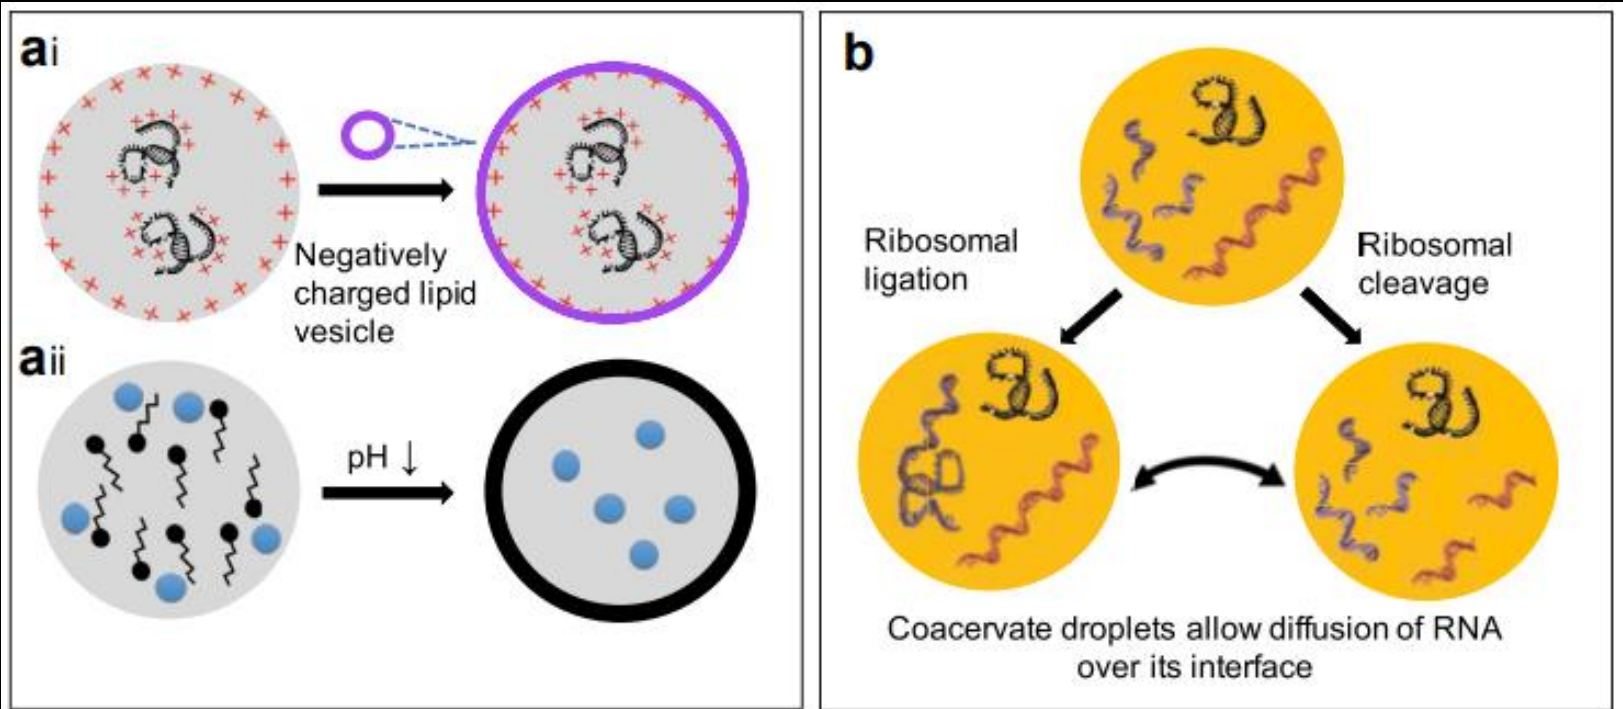 ai
Negatively
charged lipid
vesicle
aii
pH ↓
b
Ribosomal
ligation
Ribosomal
cleavage
Coacervate droplets allow diffusion of RNA
over its interface